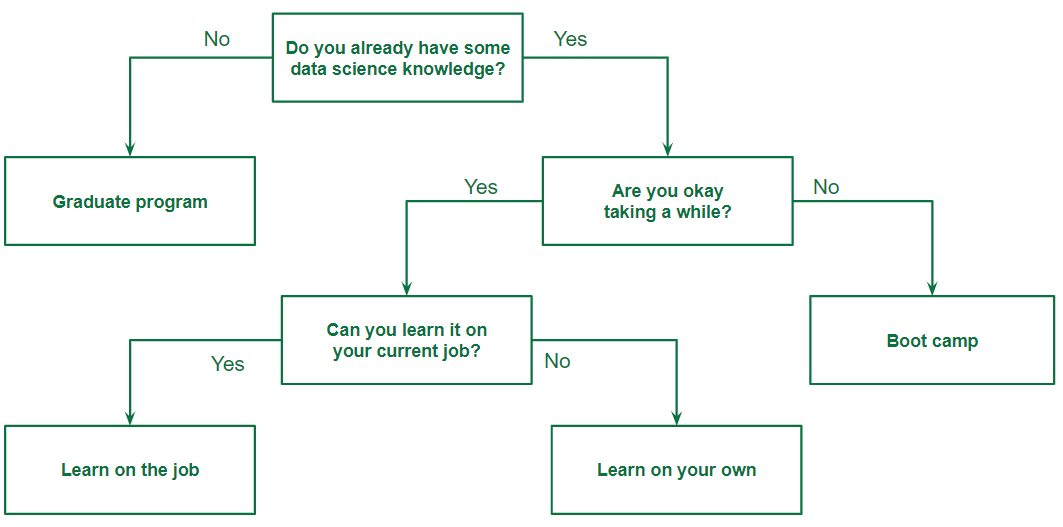 No
Do you already have some
data science knowledge?
Yes
Graduate program
Yes
Are you okay
taking a while?
No
Can you learn it on
your current job?
Boot camp
Yes
No
Learn on the job
Learn on your own